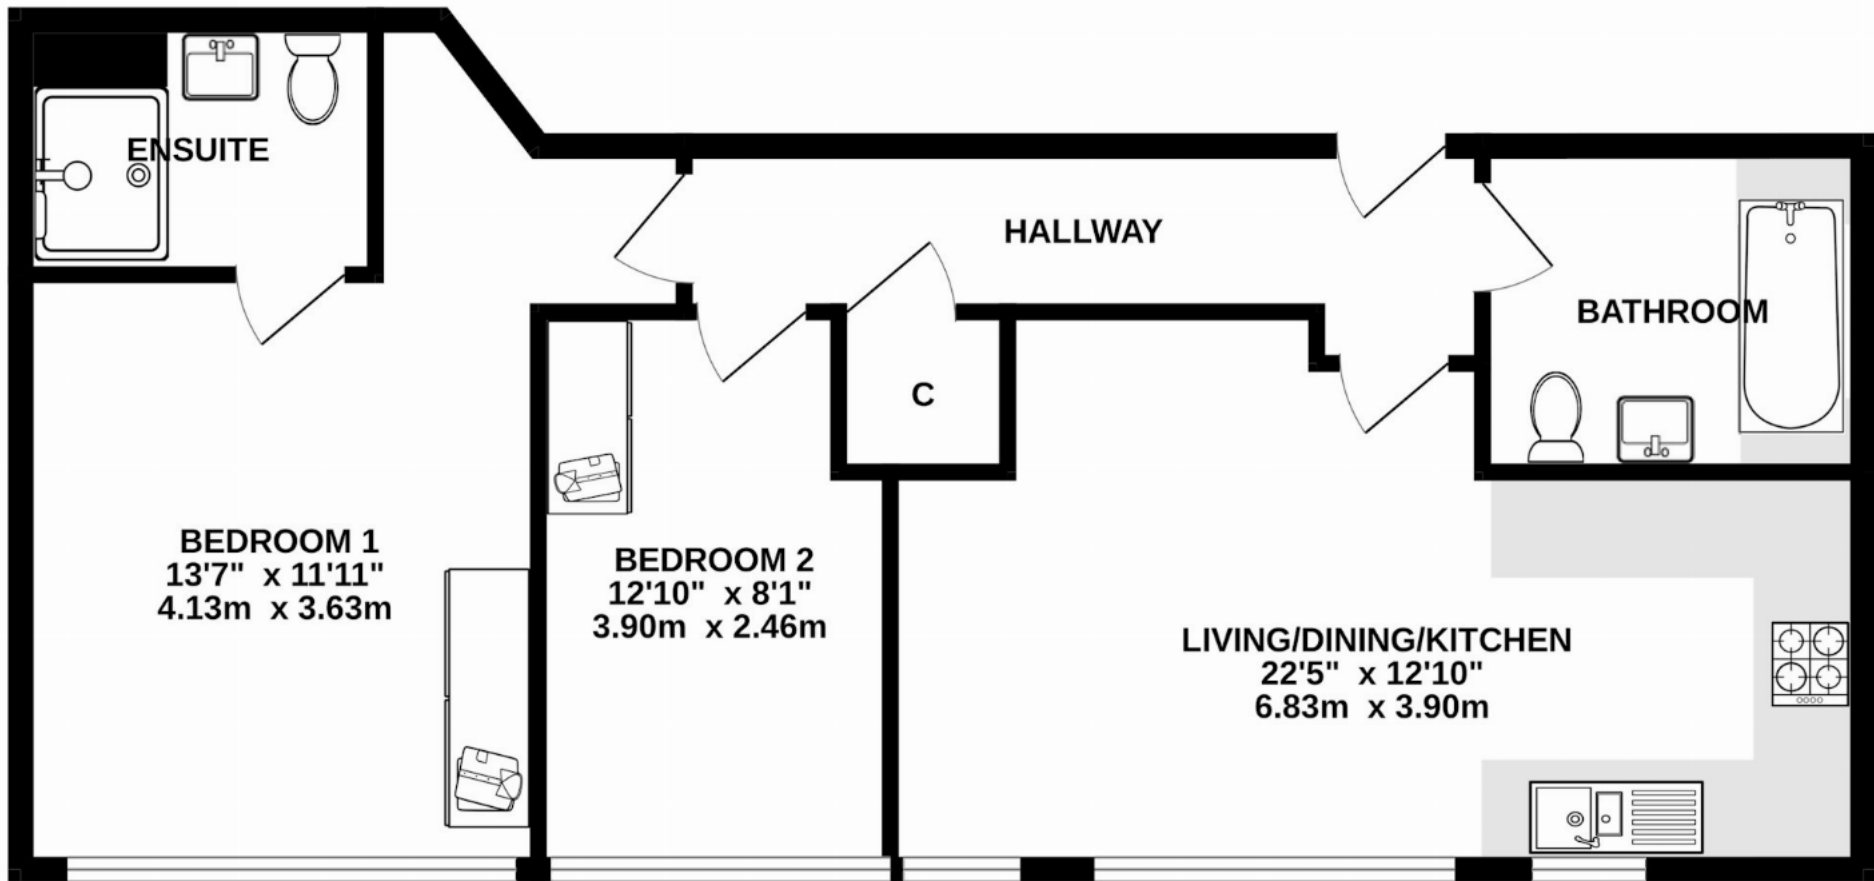 ENSUITE
HALLWAY
BATHROOM
C
BEDROOM 1
13'7" x 11'11"
4.13m x 3.63m
BEDROOM 2
12'10" x 8'1"
3.90m x 2.46m
LIVING/DINING/KITCHEN
22'5" x 12'10"
6.83m x 3.90m